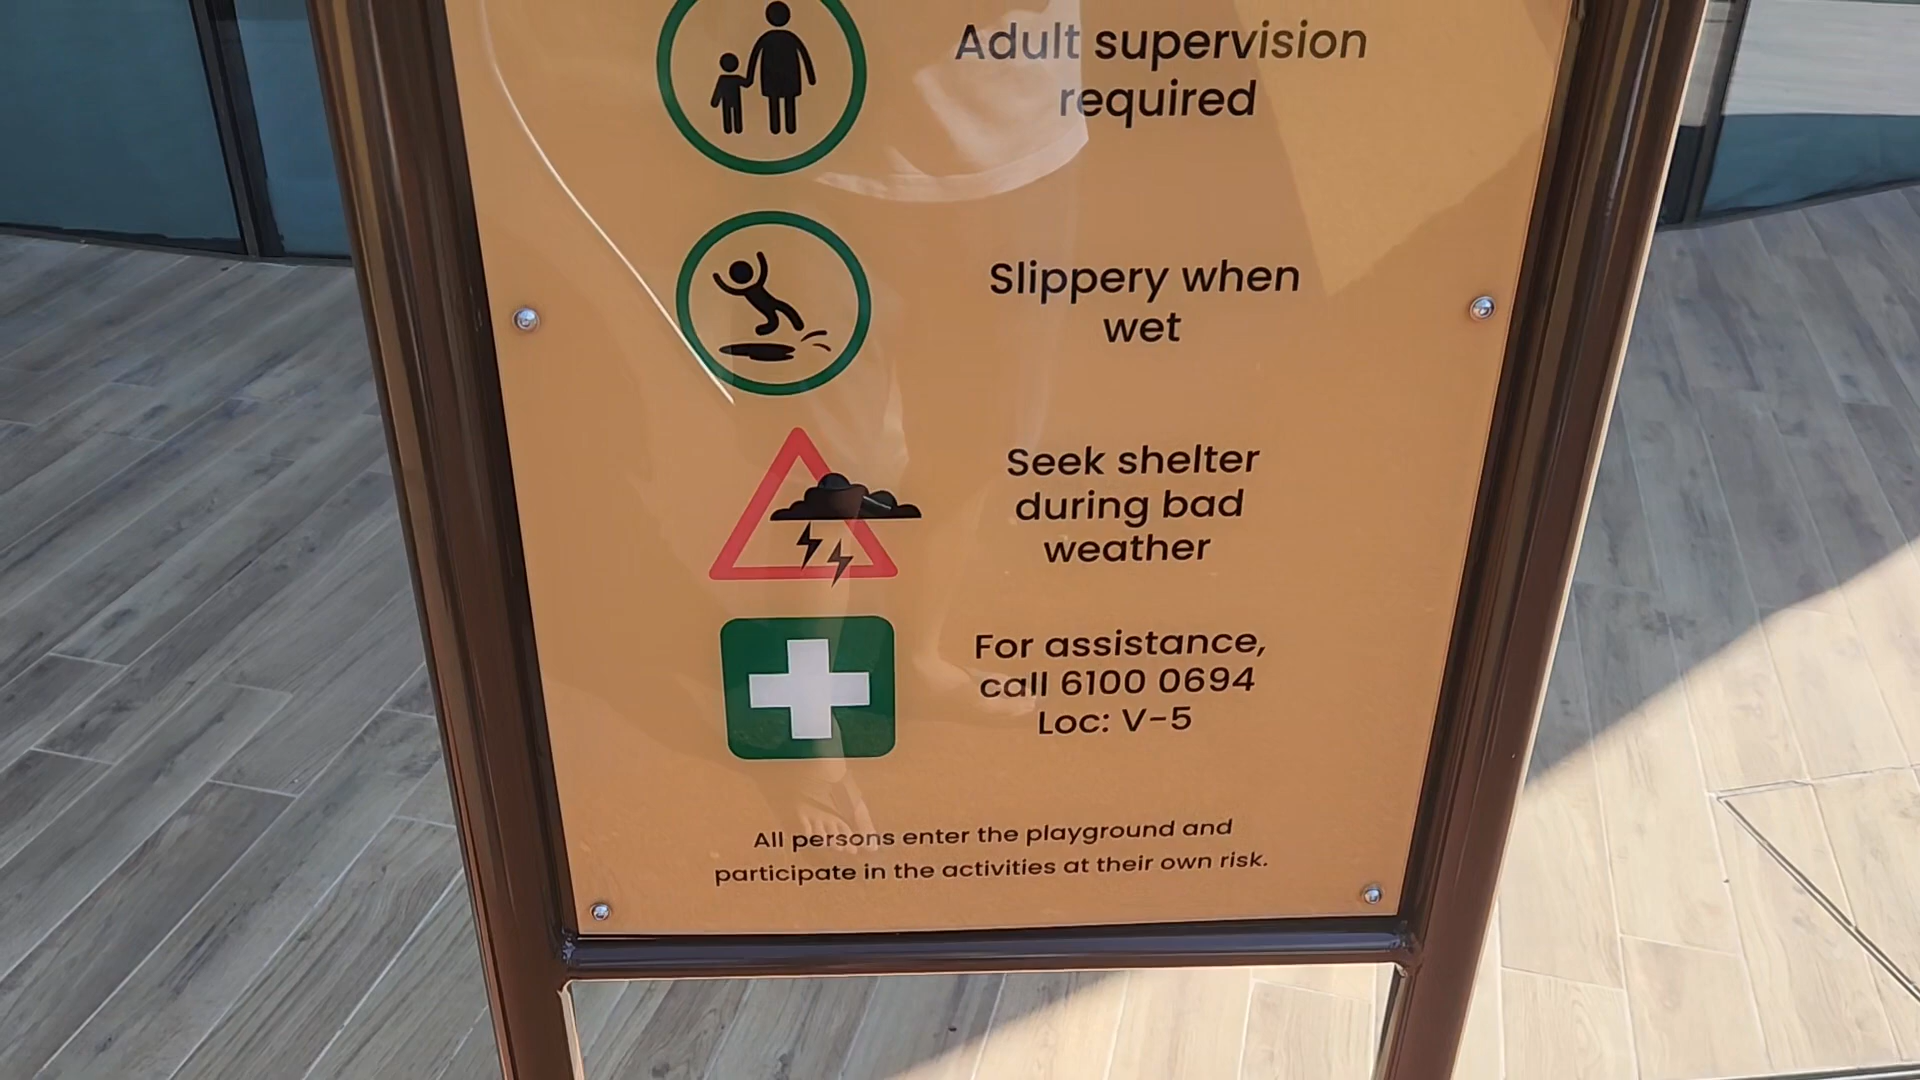 Adult supervision
required
Slippery when
wet
Seek shelter
during bad
weather
For assistance,
call 6100 0694
Loc: V-5
All persons enter the playground and
participate in the activities at their own risk.